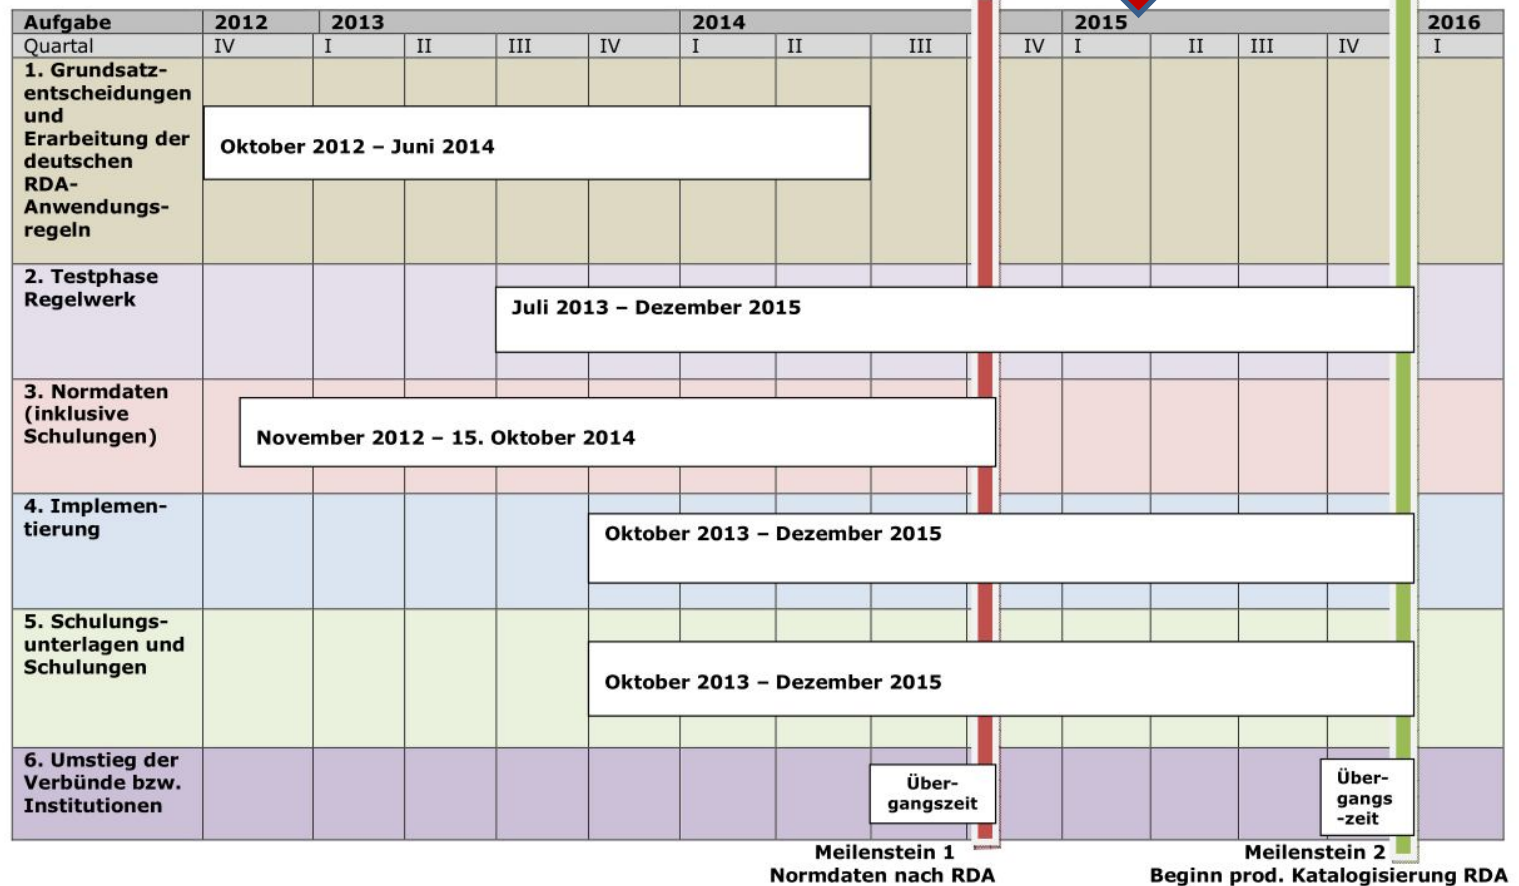 Aufgabe 2012 2013 2014 2015 2016
Quartal IV I II III IV I II III IV I II III IV I
1. Grundsatz-
entscheidungen
und
Erarbeitung der
deutschen
RDA-
Anwendungs-
regeln
Oktober 2012 – Juni 2014
2. Testphase
Regelwerk
Juli 2013 – Dezember 2015
3. Normdaten
(inklusive
Schulungen)
November 2012 – 15. Oktober 2014
4. Implemen-
tierung
Oktober 2013 – Dezember 2015
5. Schulungs-
unterlagen und
Schulungen
Oktober 2013 – Dezember 2015
6. Umstieg der
Verbünde bzw.
Institutionen
Über-
gangszeit
Über-
gangs
-zeit
Meilenstein 1
Normdaten nach RDA
Meilenstein 2
Beginn prod. Katalogisierung RDA